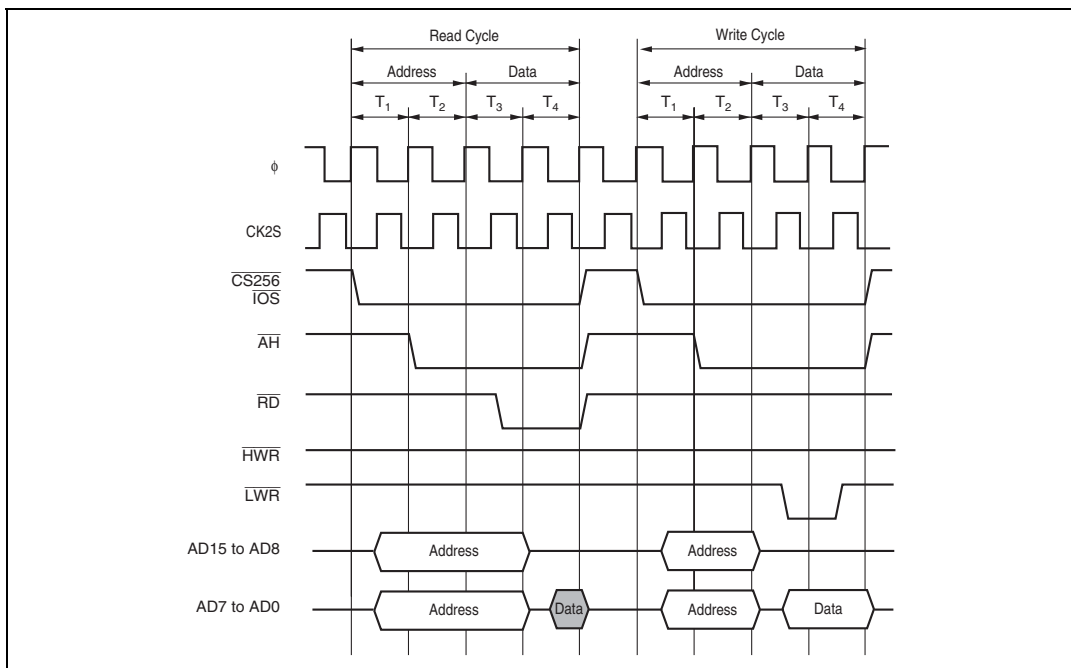 Read Cycle Write Cycle
Address Data Address Data
T1 T2 T3 T4 T1 T2 T3 T4
ϕ
CK2S
CS256
IOS
AH
RD
HWR
LWR
AD15 to AD8 Address Address
AD7 to AD0 Address Data Address Data